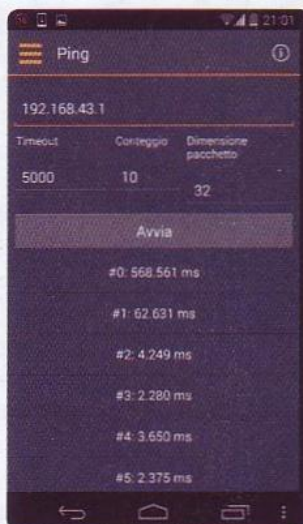 21:01
Ping
192.168.43.1
Timeout Conteggio Dimensione pacchetto
5000 10 32
Avvia
#0: 568.561 ms
#1: 62.631 ms
#2: 4.249 ms
#3: 2.280 ms
#4: 3.650 ms
#5: 2.375 ms